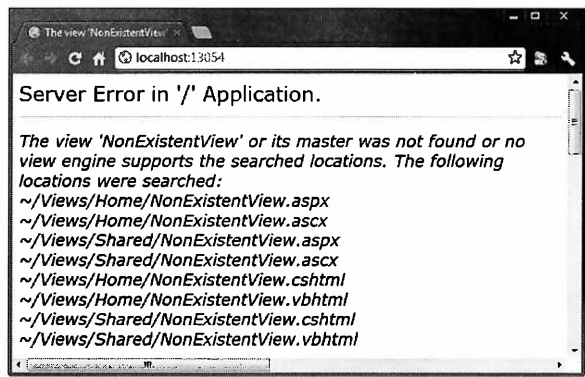 The view 'NonExistentView'
localhost:13054
Server Error in '/' Application.
The view 'NonExistentView' or its master was not found or no
view engine supports the searched locations. The following
locations were searched:
~/Views/Home/NonExistentView.aspx
~/Views/Home/NonExistentView.ascx
~/Views/Shared/NonExistentView.aspx
~/Views/Shared/NonExistentView.ascx
~/Views/Home/NonExistentView.cshtml
~/Views/Home/NonExistentView.vbhtml
~/Views/Shared/NonExistentView.cshtml
~/Views/Shared/NonExistentView.vbhtml